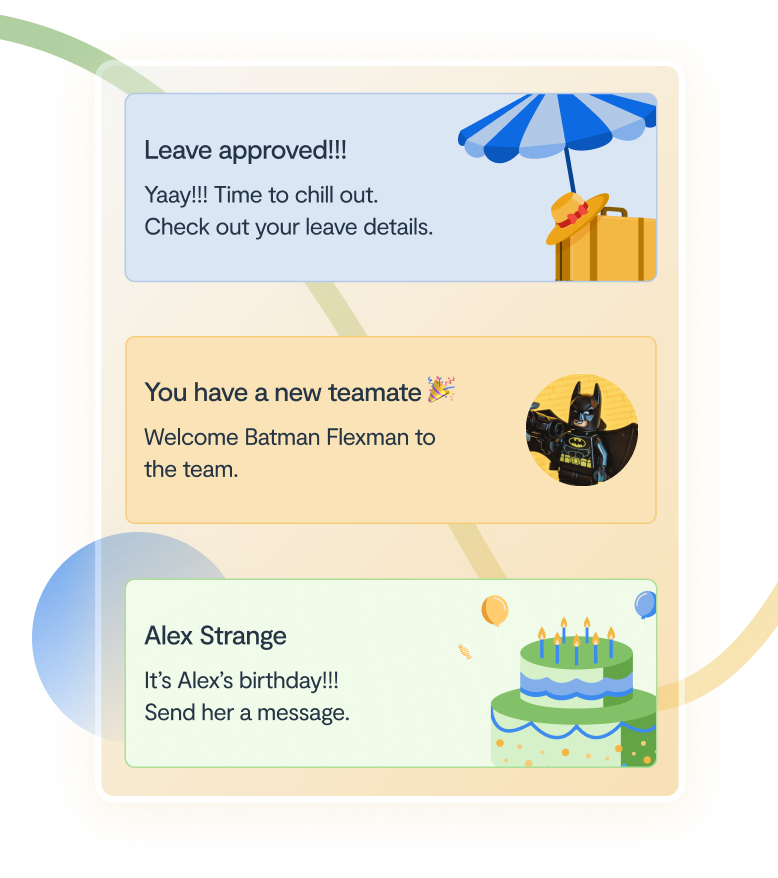 Leave approved!!!
Yaay!!! Time to chill out.
Check out your leave details.
You have a new teamate🎉
Welcome Batman Flexman to
the team.
Alex Strange
It’s Alex’s birthday!!!
Send her a message.